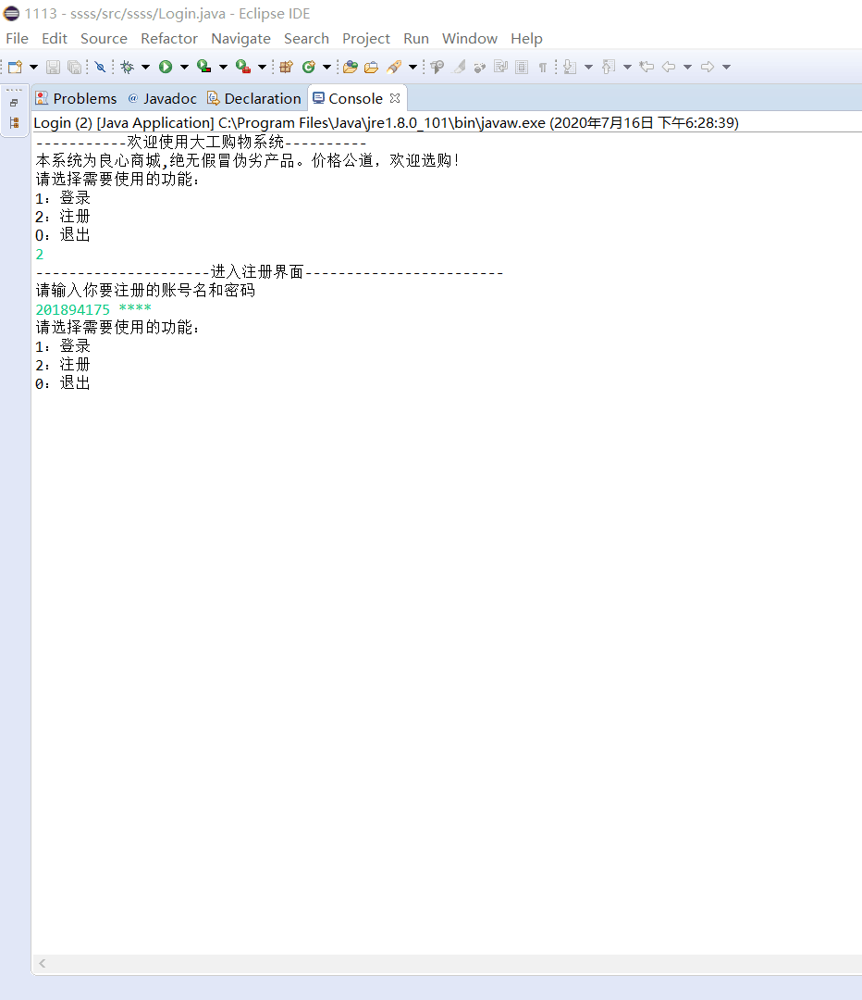 1113 - ssss/src/ssss/Login.java - Eclipse IDE
File Edit Source Refactor Navigate Search Project Run Window Help
Problems @ Javadoc Declaration Console
Login (2) [Java Application] C:\Program Files\Java\jre1.8.0_101\bin\javaw.exe (2020年7月16日 下午6:28:39)
-----------欢迎使用大工购物系统----------
本系统为良心商城,绝无假冒伪劣产品。价格公道，欢迎选购！
请选择需要使用的功能：
1：登录
2：注册
0：退出
2
---------------------进入注册界面------------------------
请输入你要注册的账号名和密码
201894175 ****
请选择需要使用的功能：
1：登录
2：注册
0：退出